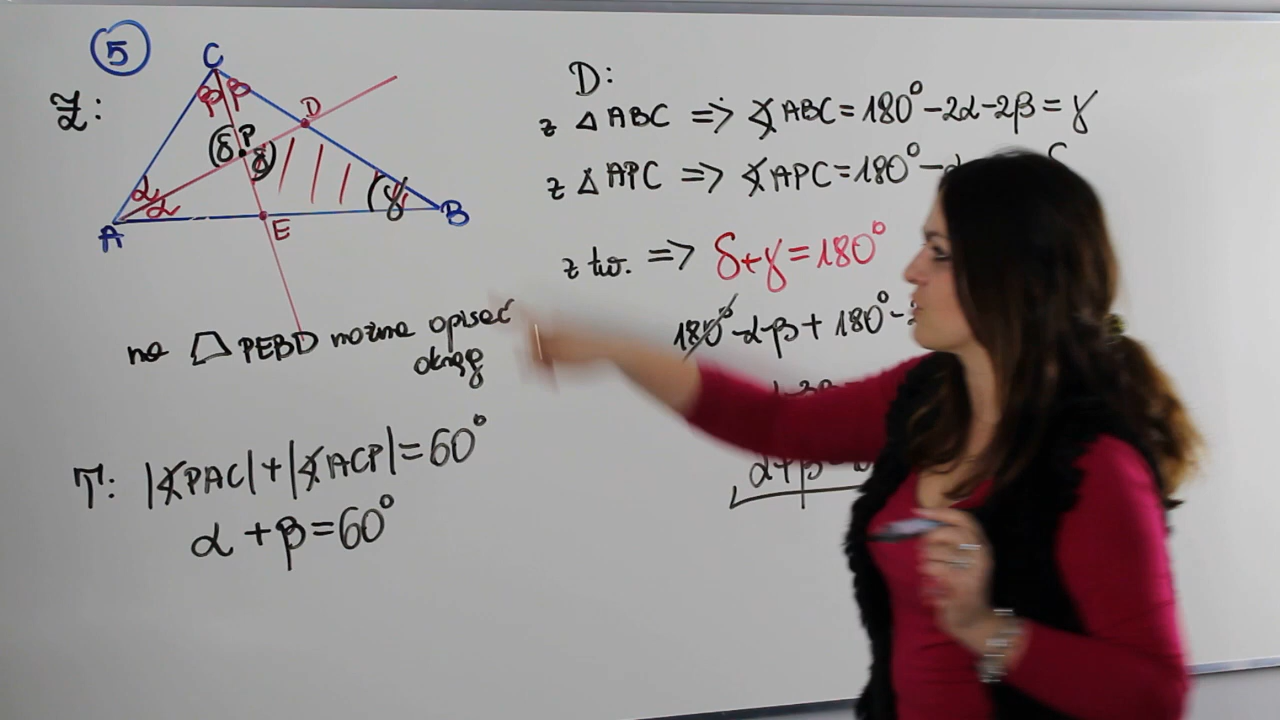 5
Z:
C
β β
D
δ P
δ
α
α
γ
A
E
B
na ▱ PEBD można opisać
okrąg
T: |∢PAC|+|∢ACP|=60°
α+β=60°
D:
z △ABC => ∢ABC=180°-2α-2β=γ
z △APC => ∢APC=180°-
z tw. => δ+γ=180°
180°-α-β+180°-
α+β